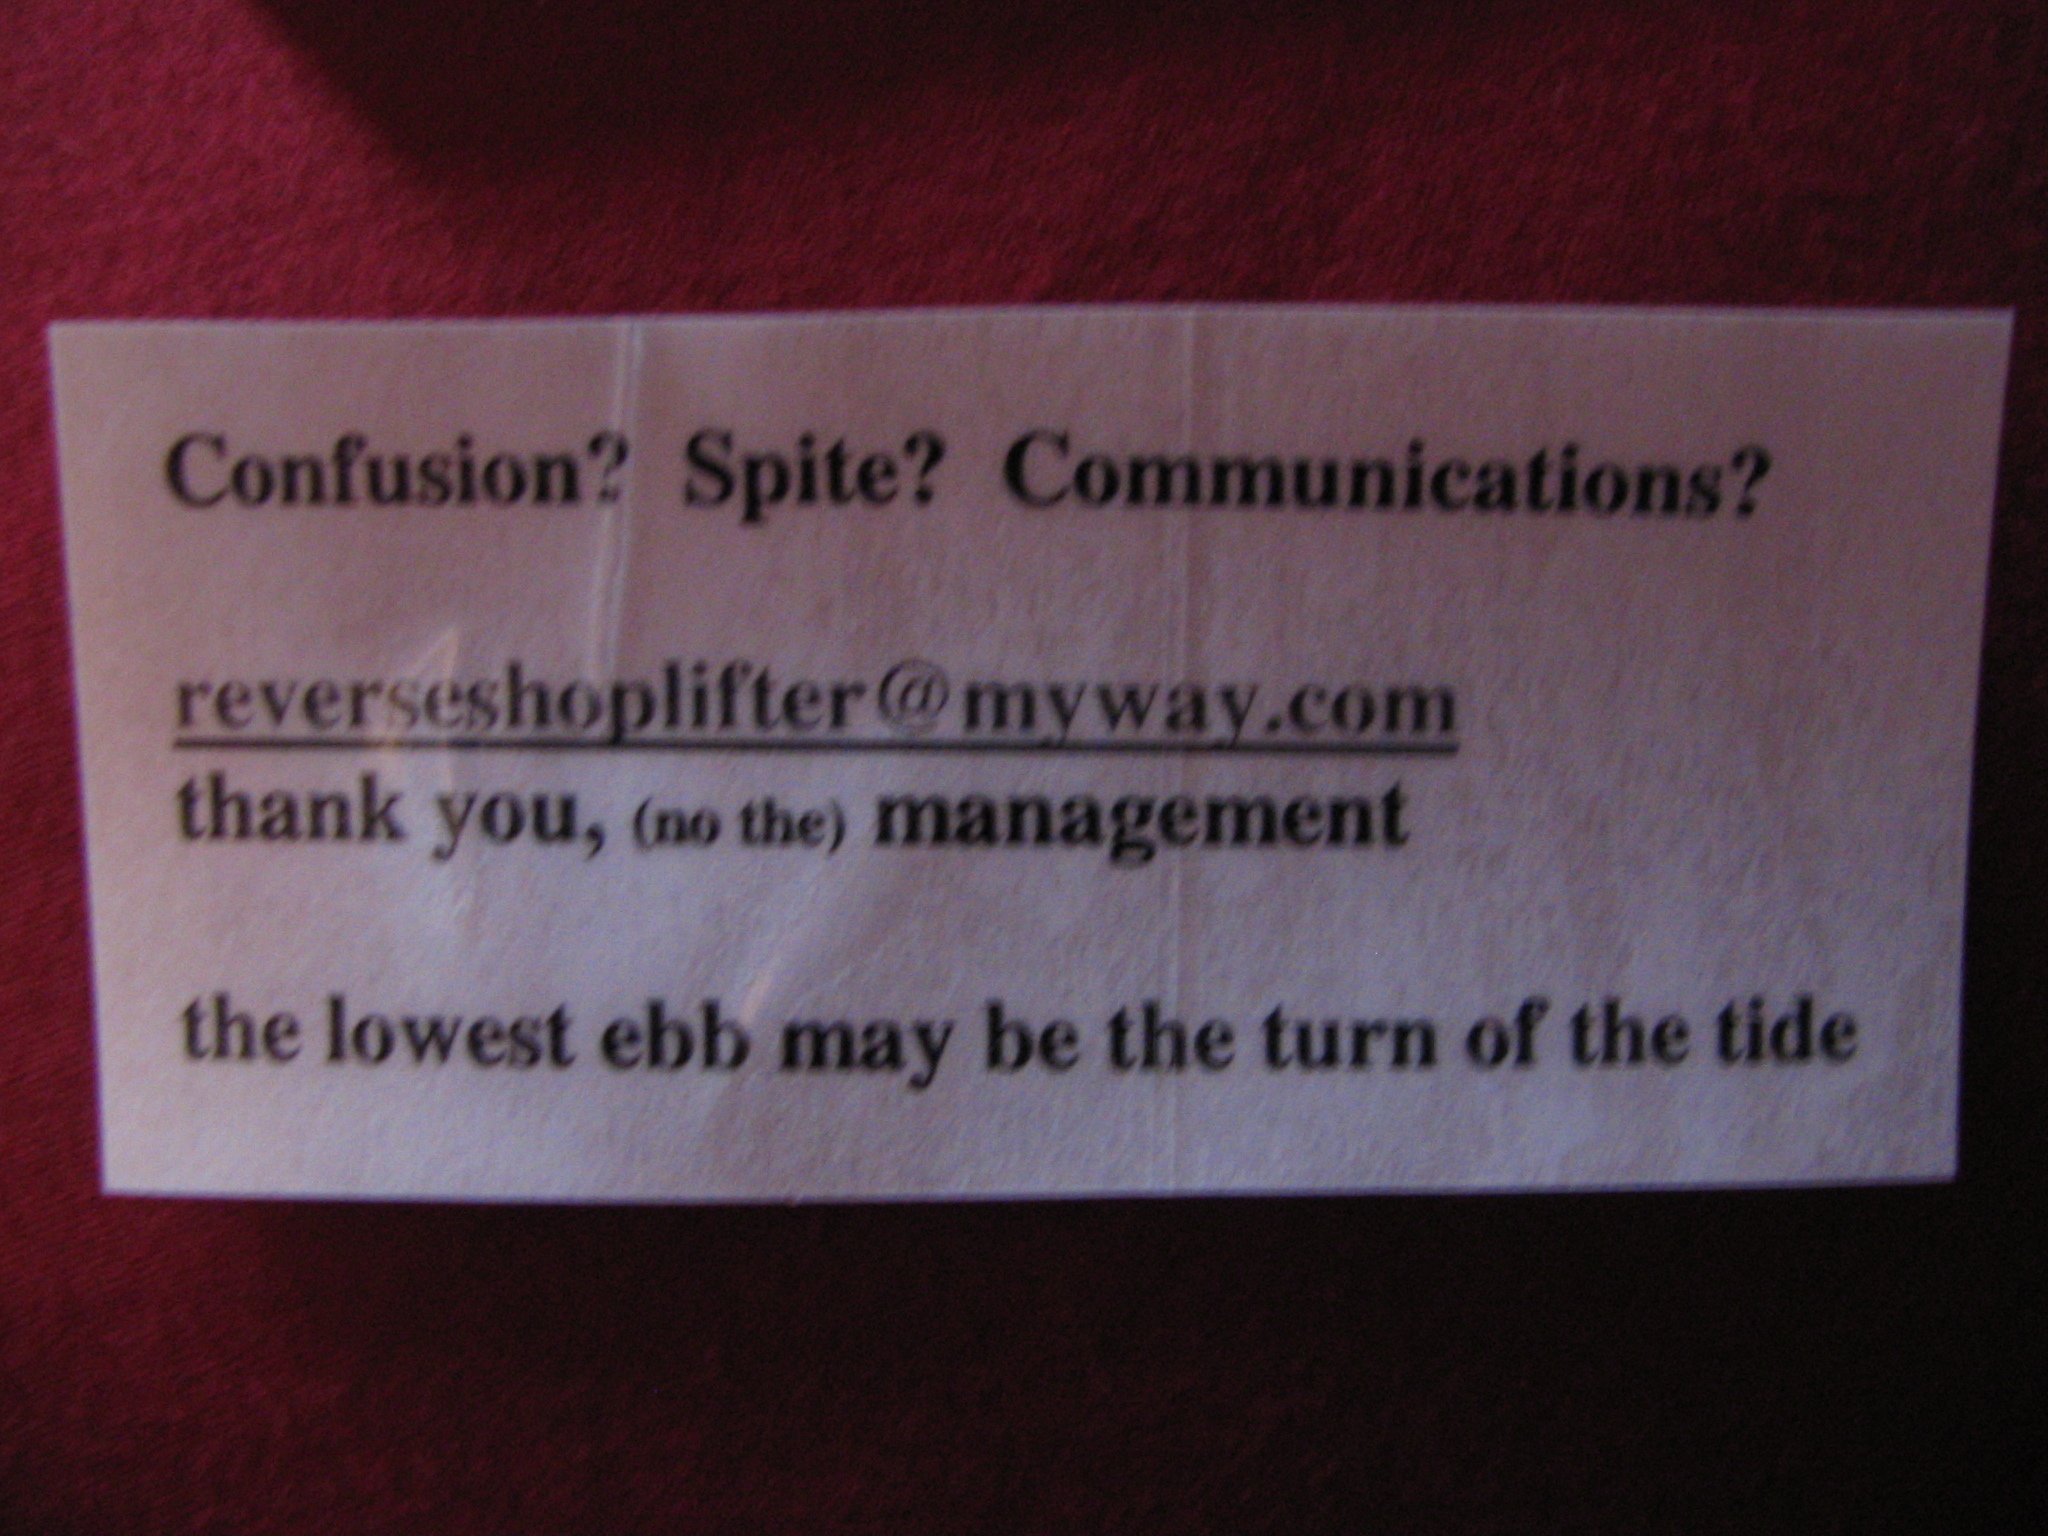 Confusion? Spite? Communications?
reverseshoplifter@myway.com
thank you, (no the) management
the lowest ebb may be the turn of the tide